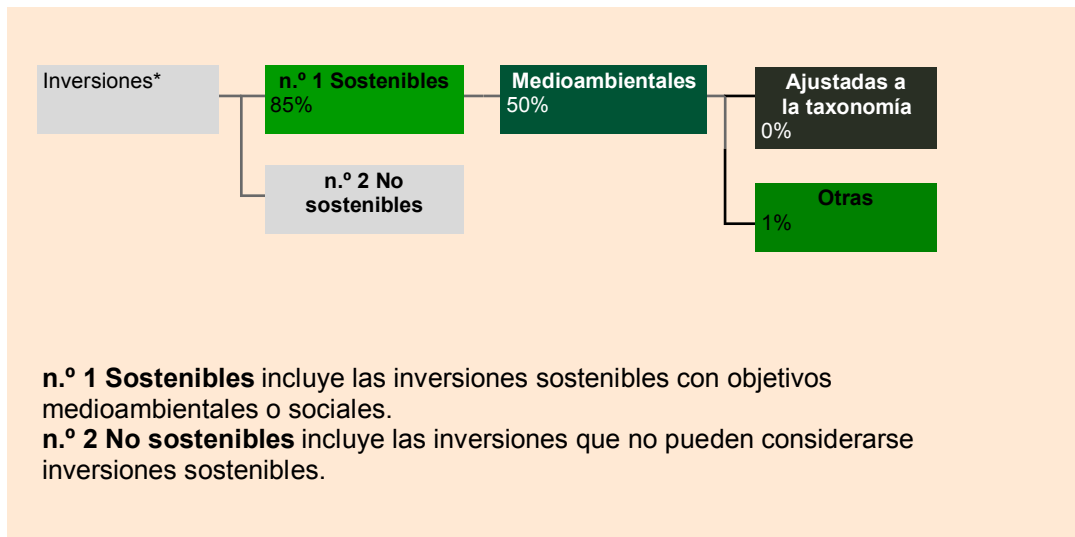 Inversiones*
n.º 1 Sostenibles
85%
Medioambientales
50%
Ajustadas a
la taxonomía
0%
n.º 2 No
sostenibles
Otras
1%
n.º 1 Sostenibles incluye las inversiones sostenibles con objetivos
medioambientales o sociales.
n.º 2 No sostenibles incluye las inversiones que no pueden considerarse
inversiones sostenibles.